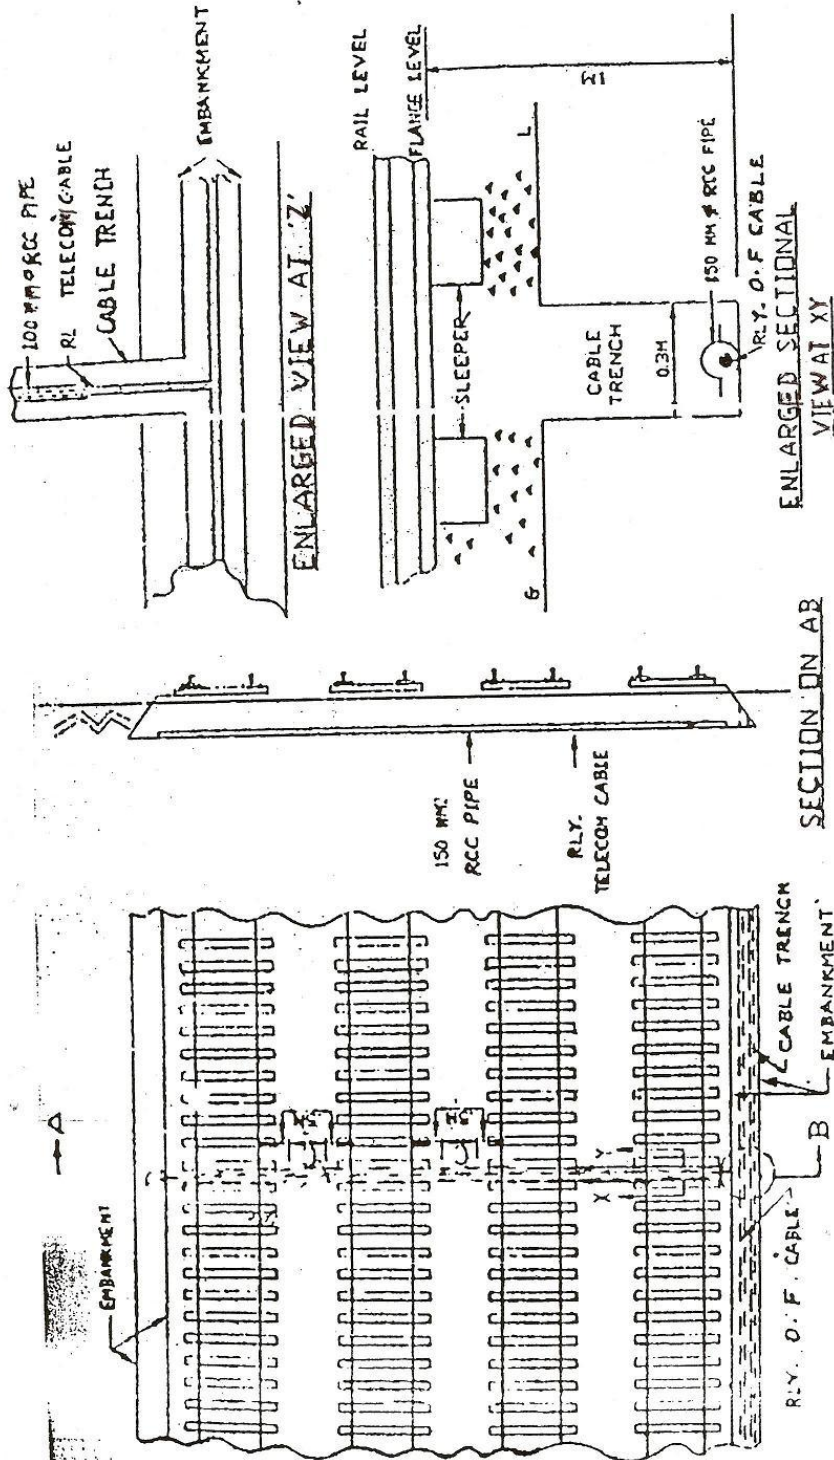 100 MM Φ RCC PIPE
RL TELECOM CABLE
CABLE TRENCH
EMBANKMENT
ENLARGED VIEW AT 'Z'
RAIL LEVEL
FLANGE LEVEL
SLEEPER
1M
G L
CABLE
TRENCH
0.3M
150 MM Φ RCC PIPE
RLY. O.F CABLE
ENLARGED SECTIONAL
VIEW AT XY
150 MM
RCC PIPE
RLY.
TELECOM CABLE
SECTION ON AB
A
EMBANKMENT
X Y
RLY. O.F. CABLE
B
CABLE TRENCH
EMBANKMENT